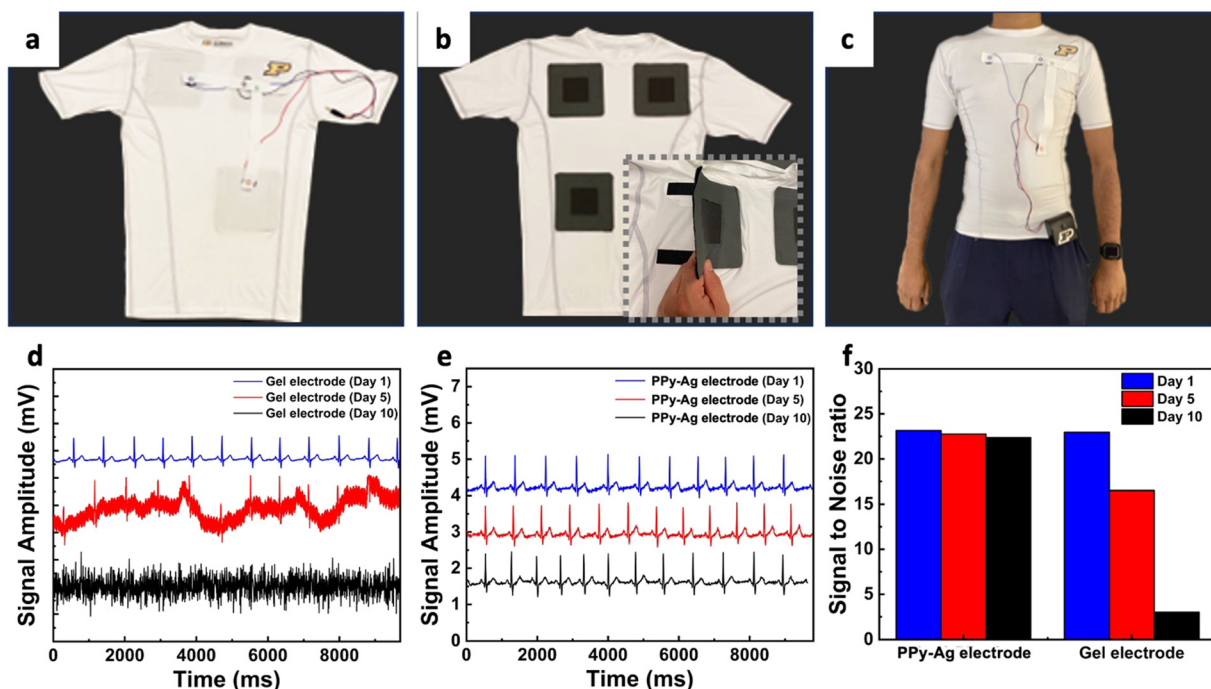 a
b
c
P
P
P
d
Gel electrode (Day 1)
Gel electrode (Day 5)
Gel electrode (Day 10)
Signal Amplitude (mV)
0
2000
4000
6000
8000
Time (ms)
e
PPy-Ag electrode (Day 1)
PPy-Ag electrode (Day 5)
PPy-Ag electrode (Day 10)
Signal Amplitude (mV)
7
6
5
4
3
2
1
0
0
2000
4000
6000
8000
Time (ms)
f
Day 1
Day 5
Day 10
Signal to Noise ratio
30
25
20
15
10
5
0
PPy-Ag electrode
Gel electrode